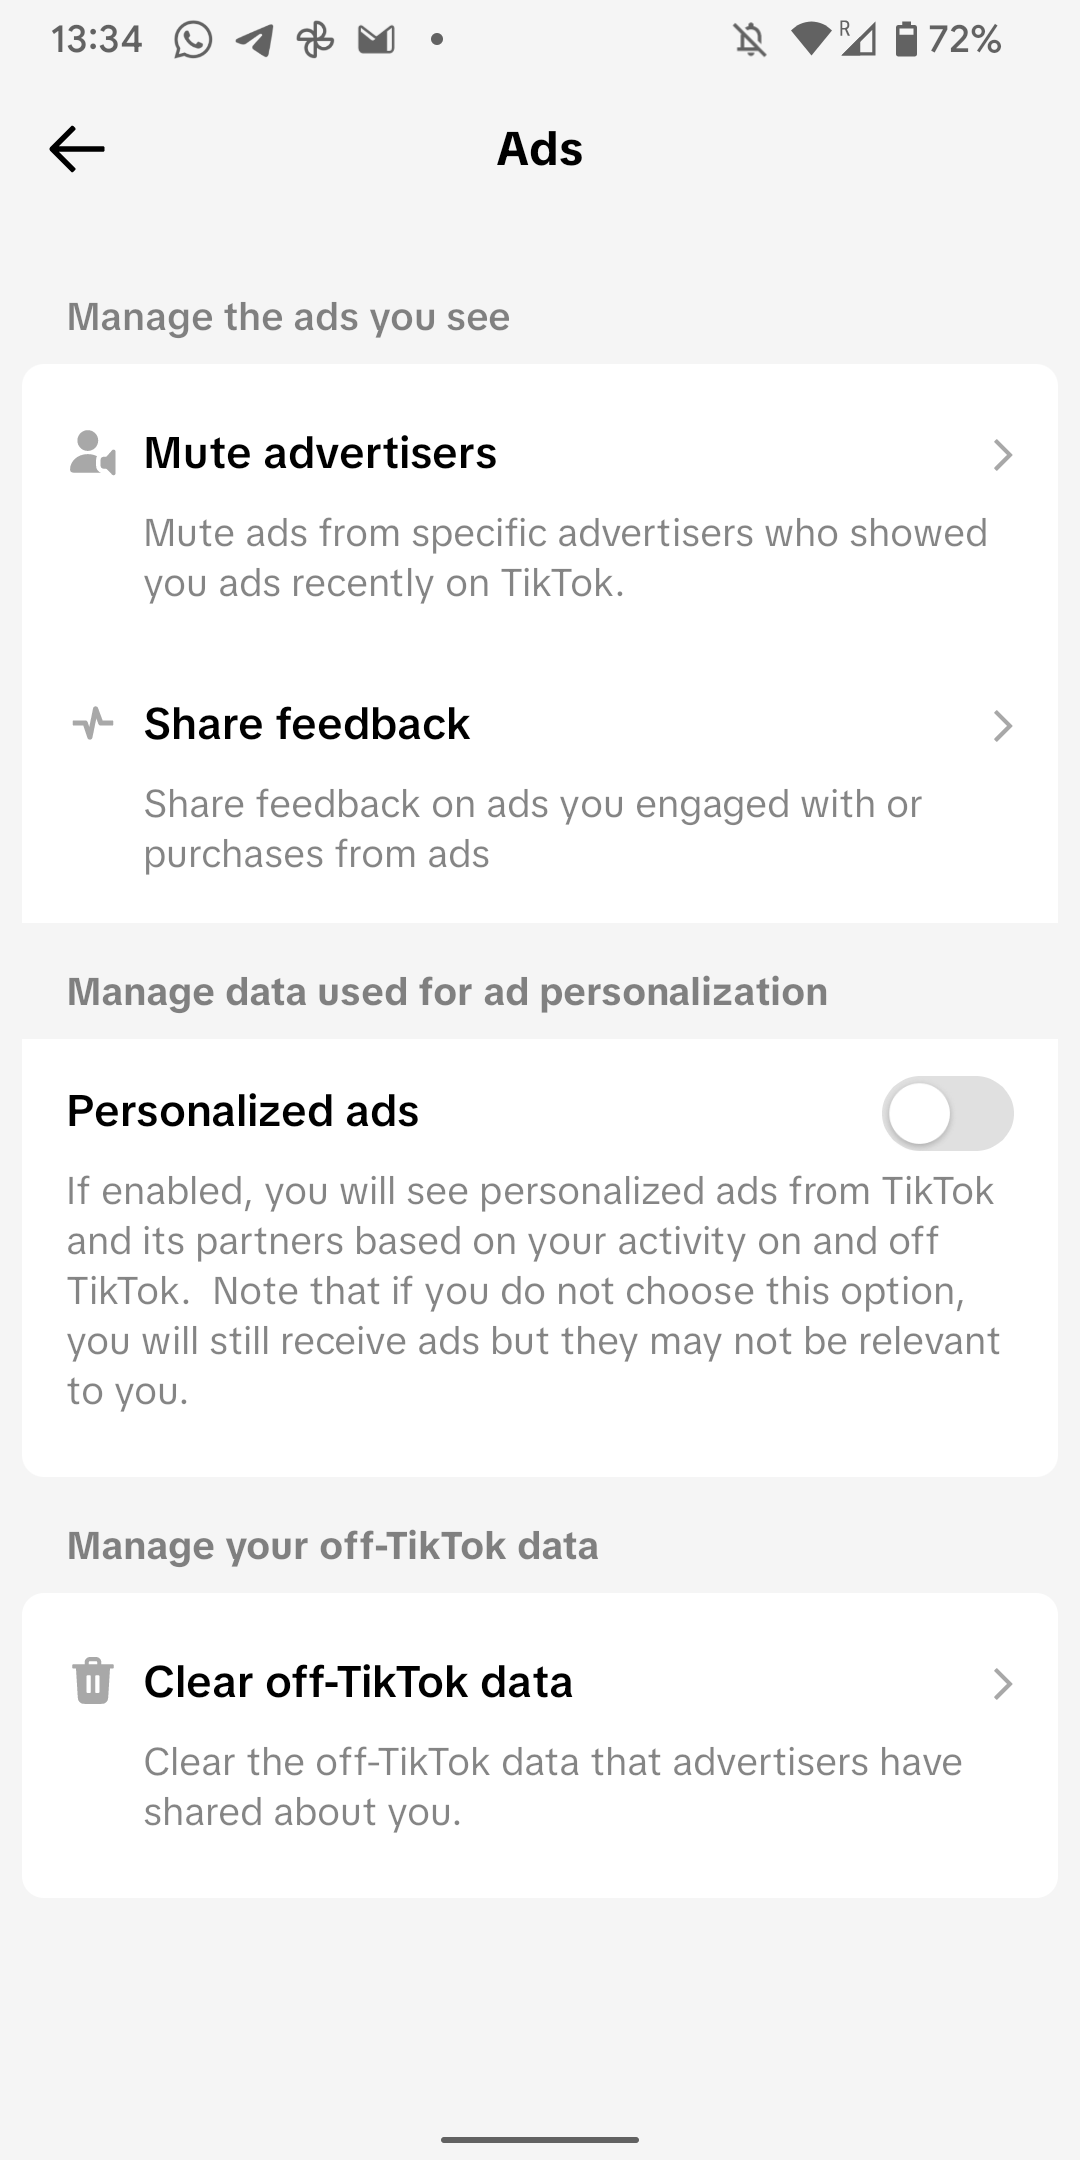 13:34
R
72%
Ads
Manage the ads you see
Mute advertisers
Mute ads from specific advertisers who showed
you ads recently on TikTok.
Share feedback
Share feedback on ads you engaged with or
purchases from ads
Manage data used for ad personalization
Personalized ads
If enabled, you will see personalized ads from TikTok
and its partners based on your activity on and off
TikTok.  Note that if you do not choose this option,
you will still receive ads but they may not be relevant
to you.
Manage your off-TikTok data
Clear off-TikTok data
Clear the off-TikTok data that advertisers have
shared about you.